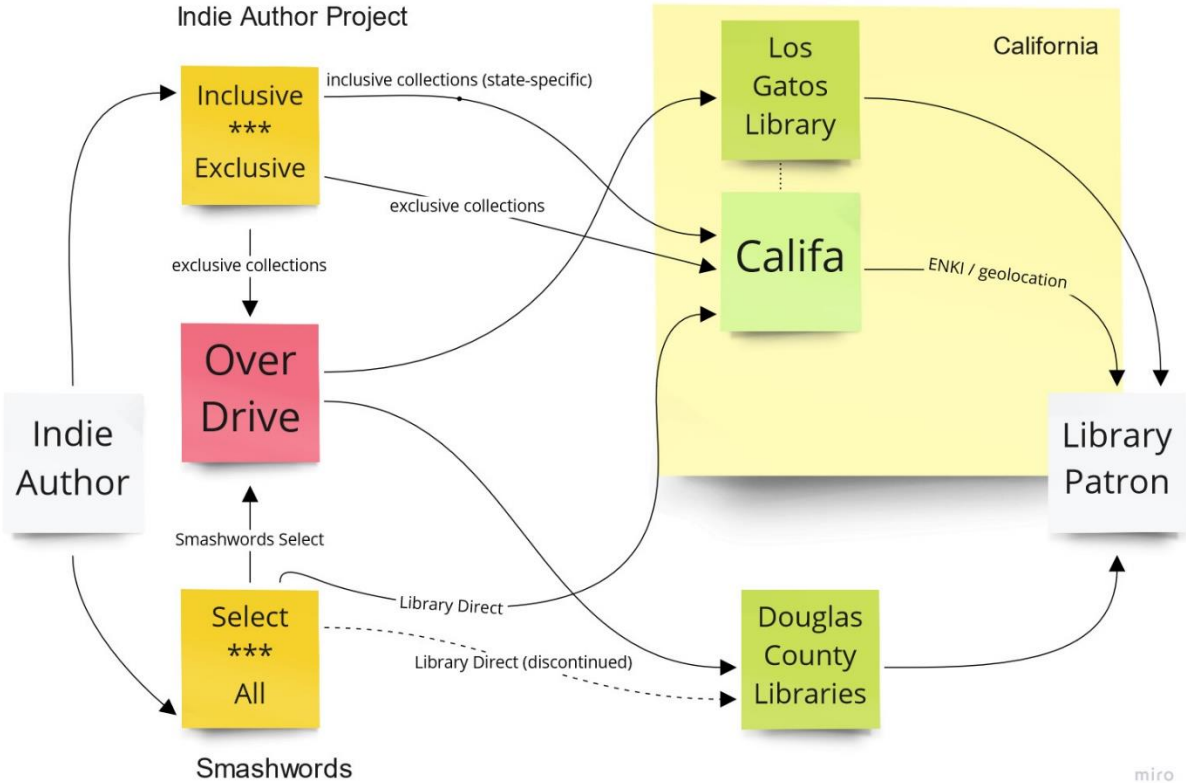 Indie Author Project
Inclusive
***
Exclusive
inclusive collections (state-specific)
exclusive collections
exclusive collections
Los
Gatos
Library
California
Califa
ENKI / geolocation
Over
Drive
Indie
Author
Library
Patron
Smashwords Select
Select
***
All
Library Direct
Library Direct (discontinued)
Douglas
County
Libraries
Smashwords
miro